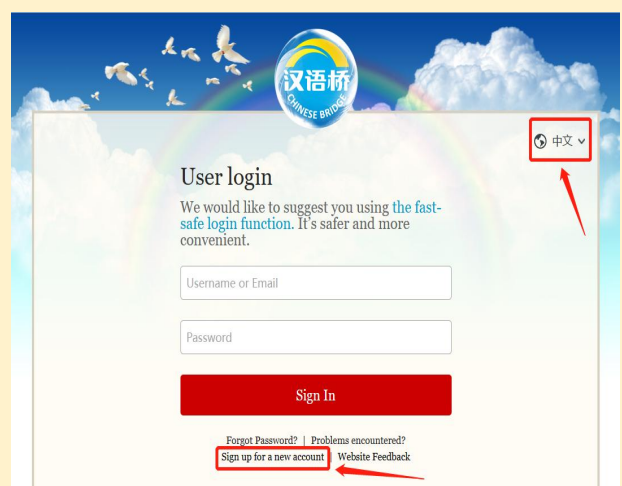 汉语桥
CHINESE BRIDGE
中文
User login
We would like to suggest you using the fast-
safe login function. It's safer and more
convenient.
Username or Email
Password
Sign In
Forgot Password? | Problems encountered?
Sign up for a new account | Website Feedback